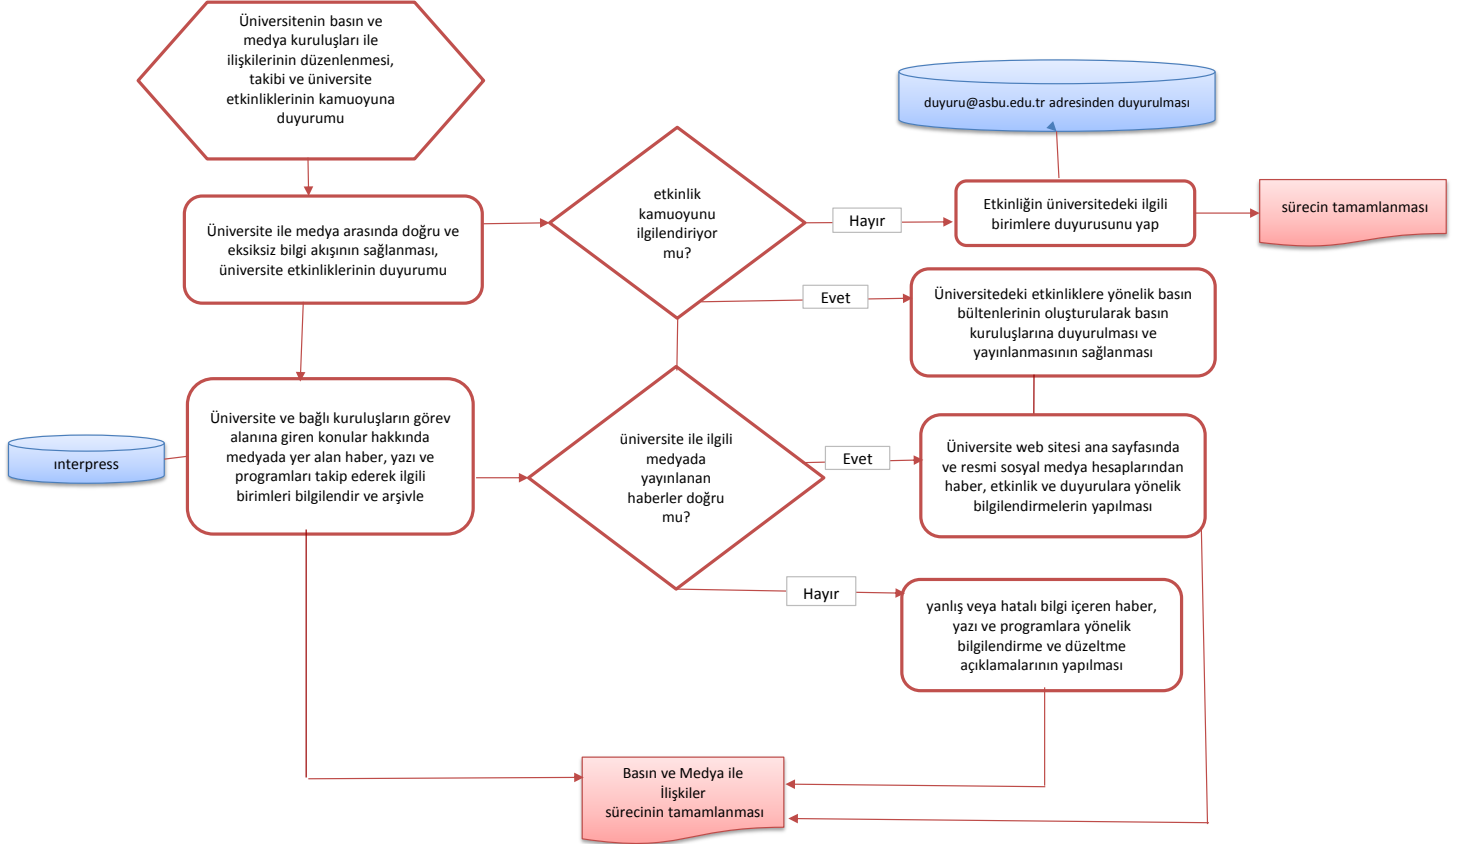 Üniversitenin basın ve
medya kuruluşları ile
ilişkilerinin düzenlenmesi,
takibi ve üniversite
etkinliklerinin kamuoyuna
duyurumu
duyuru@asbu.edu.tr adresinden duyurulması
Üniversite ile medya arasında doğru ve
eksiksiz bilgi akışının sağlanması,
üniversite etkinliklerinin duyurumu
etkinlik
kamuoyunu
ilgilendiriyor
mu?
Hayır
Etkinliğin üniversitedeki ilgili
birimlere duyurusunu yap
sürecin tamamlanması
Evet
Üniversitedeki etkinliklere yönelik basın
bültenlerinin oluşturularak basın
kuruluşlarına duyurulması ve
yayınlanmasının sağlanması
ınterpress
Üniversite ve bağlı kuruluşların görev
alanına giren konular hakkında
medyada yer alan haber, yazı ve
programları takip ederek ilgili
birimleri bilgilendir ve arşivle
üniversite ile ilgili
medyada
yayınlanan
haberler doğru
mu?
Evet
Üniversite web sitesi ana sayfasında
ve resmi sosyal medya hesaplarından
haber, etkinlik ve duyurulara yönelik
bilgilendirmelerin yapılması
Hayır
yanlış veya hatalı bilgi içeren haber,
yazı ve programlara yönelik
bilgilendirme ve düzeltme
açıklamalarının yapılması
Basın ve Medya ile
İlişkiler
sürecinin tamamlanması